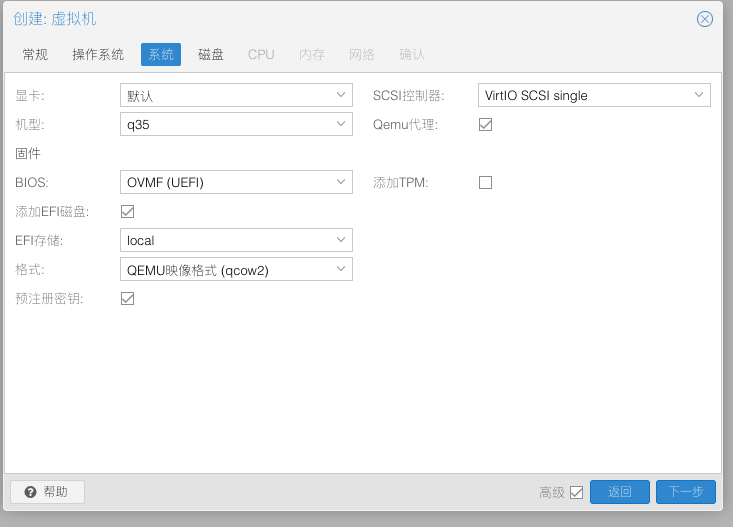 创建: 虚拟机
常规 操作系统 系统 磁盘 CPU 内存 网络 确认
显卡: 默认 SCSI控制器: VirtIO SCSI single
机型: q35 Qemu代理:
固件
BIOS: OVMF (UEFI) 添加TPM:
添加EFI磁盘:
EFI存储: local
格式: QEMU映像格式 (qcow2)
预注册密钥:
帮助 高级 返回 下一步